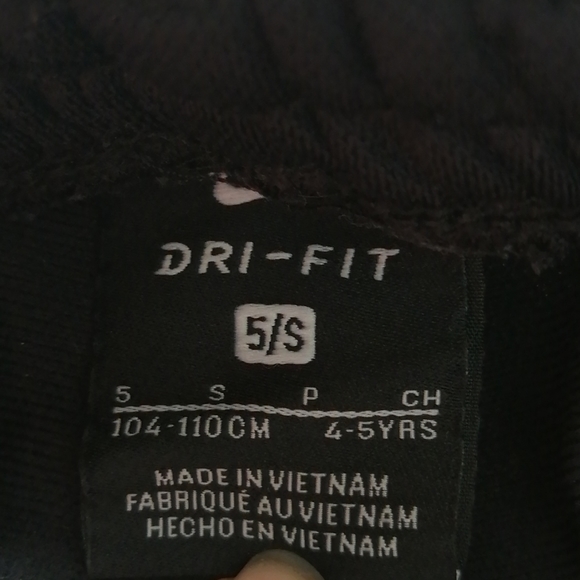 DRI-FIT
5/S
5 S P CH
104-110CM 4-5YRS
MADE IN VIETNAM
FABRIQUÉ AU VIETNAM
HECHO EN VIETNAM